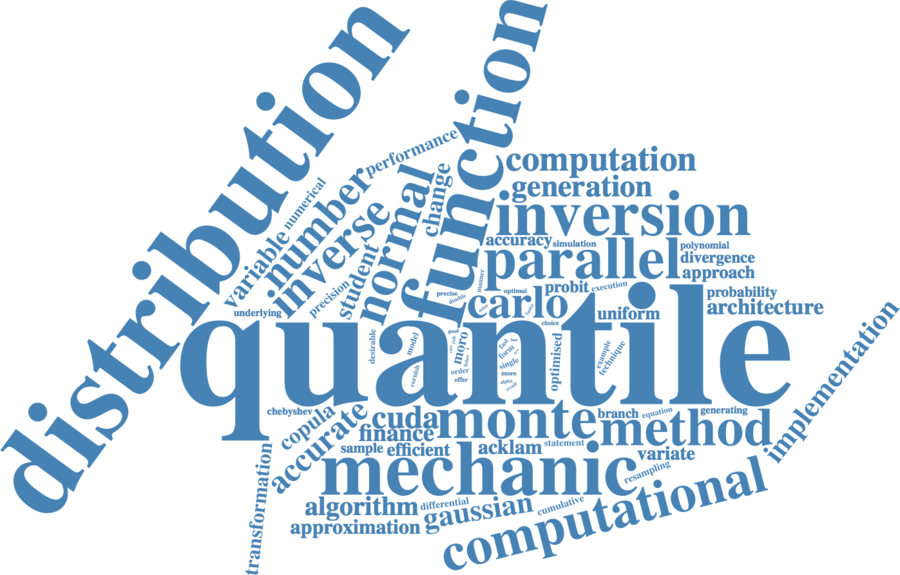 distribution
function
performance
computation
generation
numerical
number
normal
change
variable
inverse
inversion
accuracy
simulation
polynomial
parallel
divergence
approach
student
precision
manner
precise
double
optimal
probit
execution
carlo
probability
underlying
uniform
architecture
quantile
desirable
model
moro
cornish
order
offer
good
fast
form
single
more
alpha
choice
optimised
example
technique
implementation
chebyshev
copula
accurate
cuda
monte
branch
equation
generating
finance
method
sample
efficient
acklam
statement
variate
mechanic
resampling
transformation
algorithm
differential
gaussian
cumulative
approximation
computational